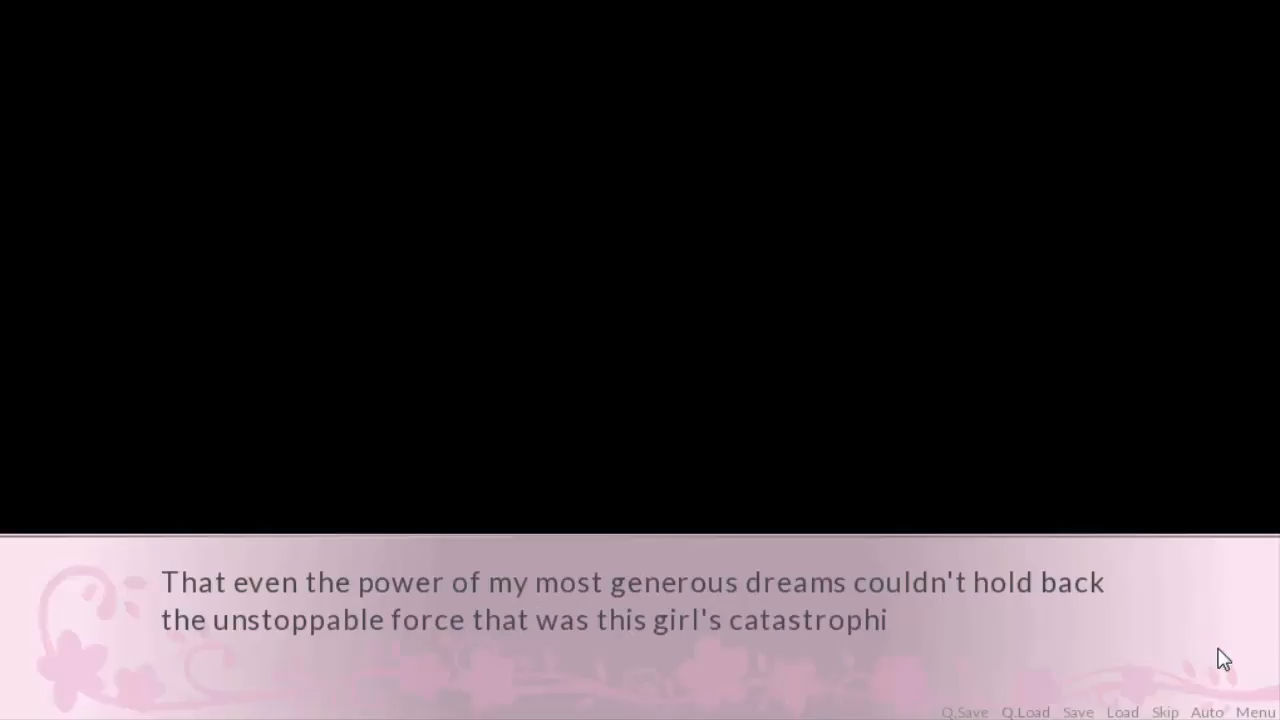 That even the power of my most generous dreams couldn't hold back
the unstoppable force that was this girl's catastrophi
Q.Save Q.Load Save Load Skip Auto Menu